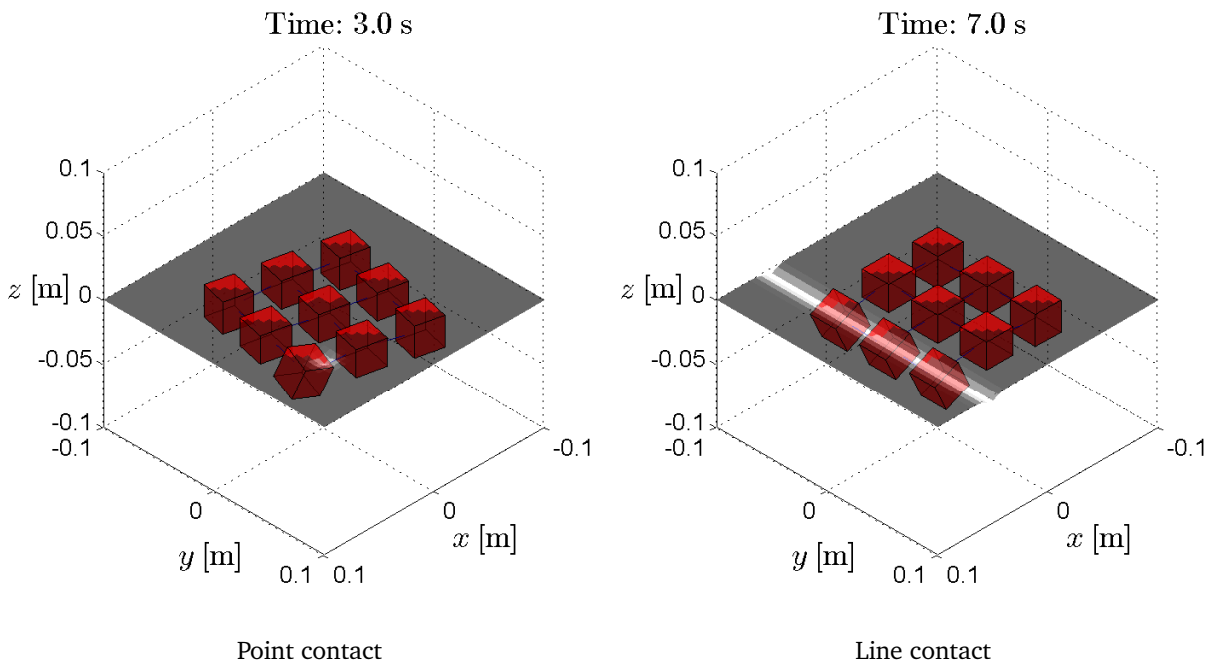 Time: 3.0 s
0.1
0.05
z [m] 0
-0.05
-0.1
-0.1
0
y [m]
0.1
0.1
0
x [m]
-0.1
Point contact
Time: 7.0 s
0.1
0.05
z [m] 0
-0.05
-0.1
-0.1
0
y [m]
0.1
0.1
0
x [m]
-0.1
Line contact